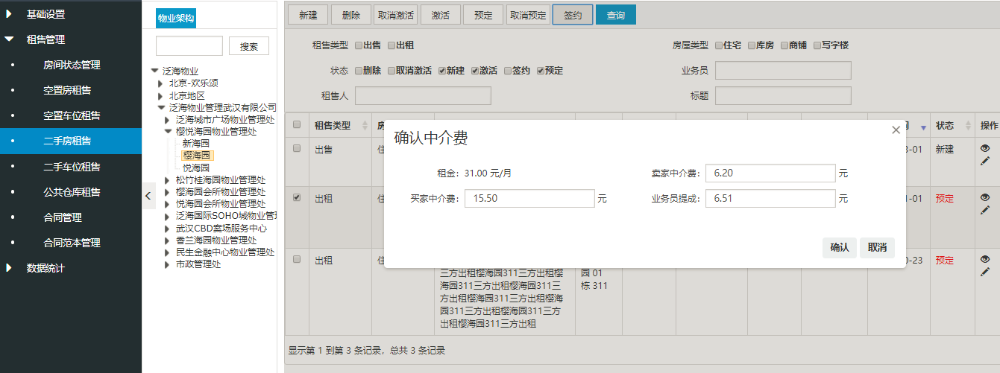 基础设置
租售管理
房间状态管理
空置房租售
空置车位租售
二手房租售
二手车位租售
公共仓库租售
合同管理
合同范本管理
数据统计
物业架构
搜索
泛海物业
北京-欢乐颂
北京地区
泛海物业管理武汉有限公司
泛海城市广场物业管理处
樱悦海园物业管理处
新海园
樱海园
悦海园
松竹桂海园物业管理处
樱海园会所物业管理处
悦海园会所物业管理处
泛海国际SOHO城物业管
武汉CBD案场服务中心
香兰海园物业管理处
民生金融中心物业管理处
市政管理处
新建 删除 取消激活 激活 预定 取消预定 签约 查询
租售类型 出售 出租 房屋类型 住宅 库房 商铺 写字楼
状态 删除 取消激活 新建 激活 签约 预定 业务员
租售人 标题
租售类型 状态 操作
出售 3-01 新建
出租 1-01 预定
出租 0-23 预定
确认中介费
租金: 31.00 元/月 卖家中介费: 6.20 元
买家中介费: 15.50 元 业务员提成: 6.51 元
确认 取消
三方出租樱海园311三方出租樱
海园311三方出租樱海园311三
方出租樱海园311三方出租樱海
园311三方出租樱海园311三方
出租樱海园311三方出租
园 01
栋 311
显示第 1 到第 3 条记录，总共 3 条记录